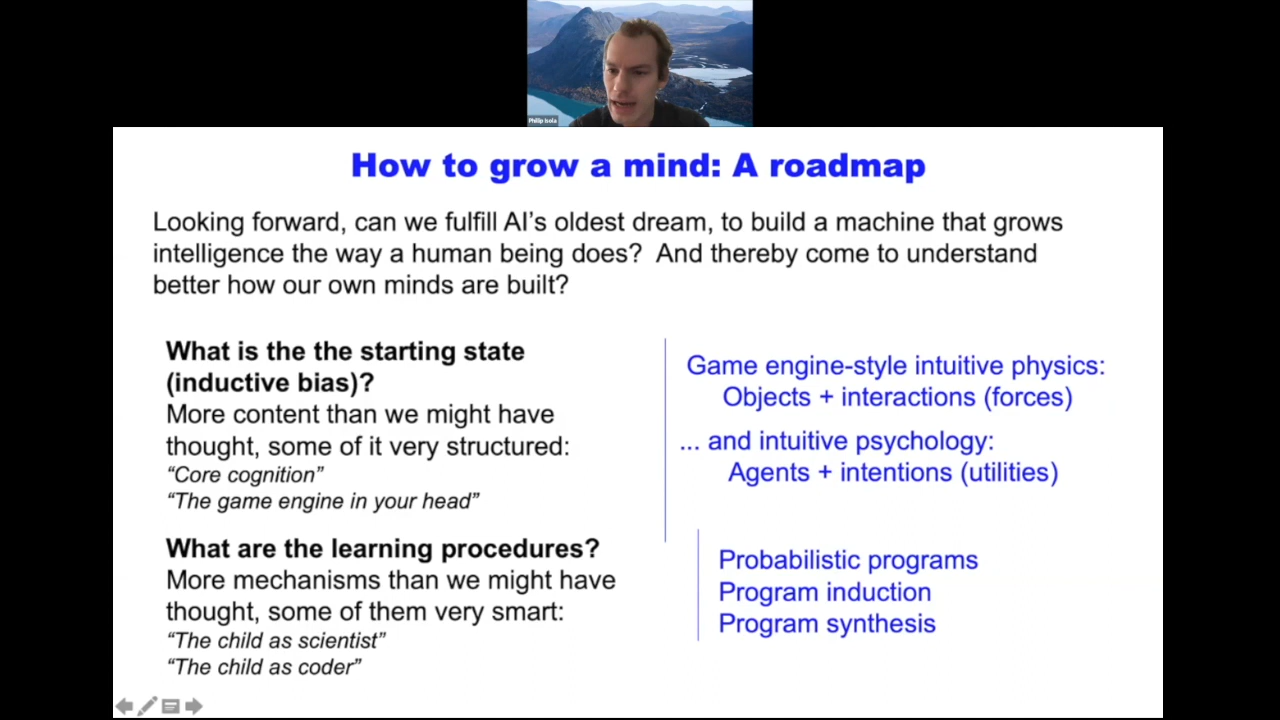 Philip Isola
How to grow a mind: A roadmap
Looking forward, can we fulfill AI's oldest dream, to build a machine that grows
intelligence the way a human being does?  And thereby come to understand
better how our own minds are built?
What is the the starting state
(inductive bias)?
More content than we might have
thought, some of it very structured:
“Core cognition”
“The game engine in your head”
Game engine-style intuitive physics:
Objects + interactions (forces)
... and intuitive psychology:
Agents + intentions (utilities)
What are the learning procedures?
More mechanisms than we might have
thought, some of them very smart:
“The child as scientist”
“The child as coder”
Probabilistic programs
Program induction
Program synthesis